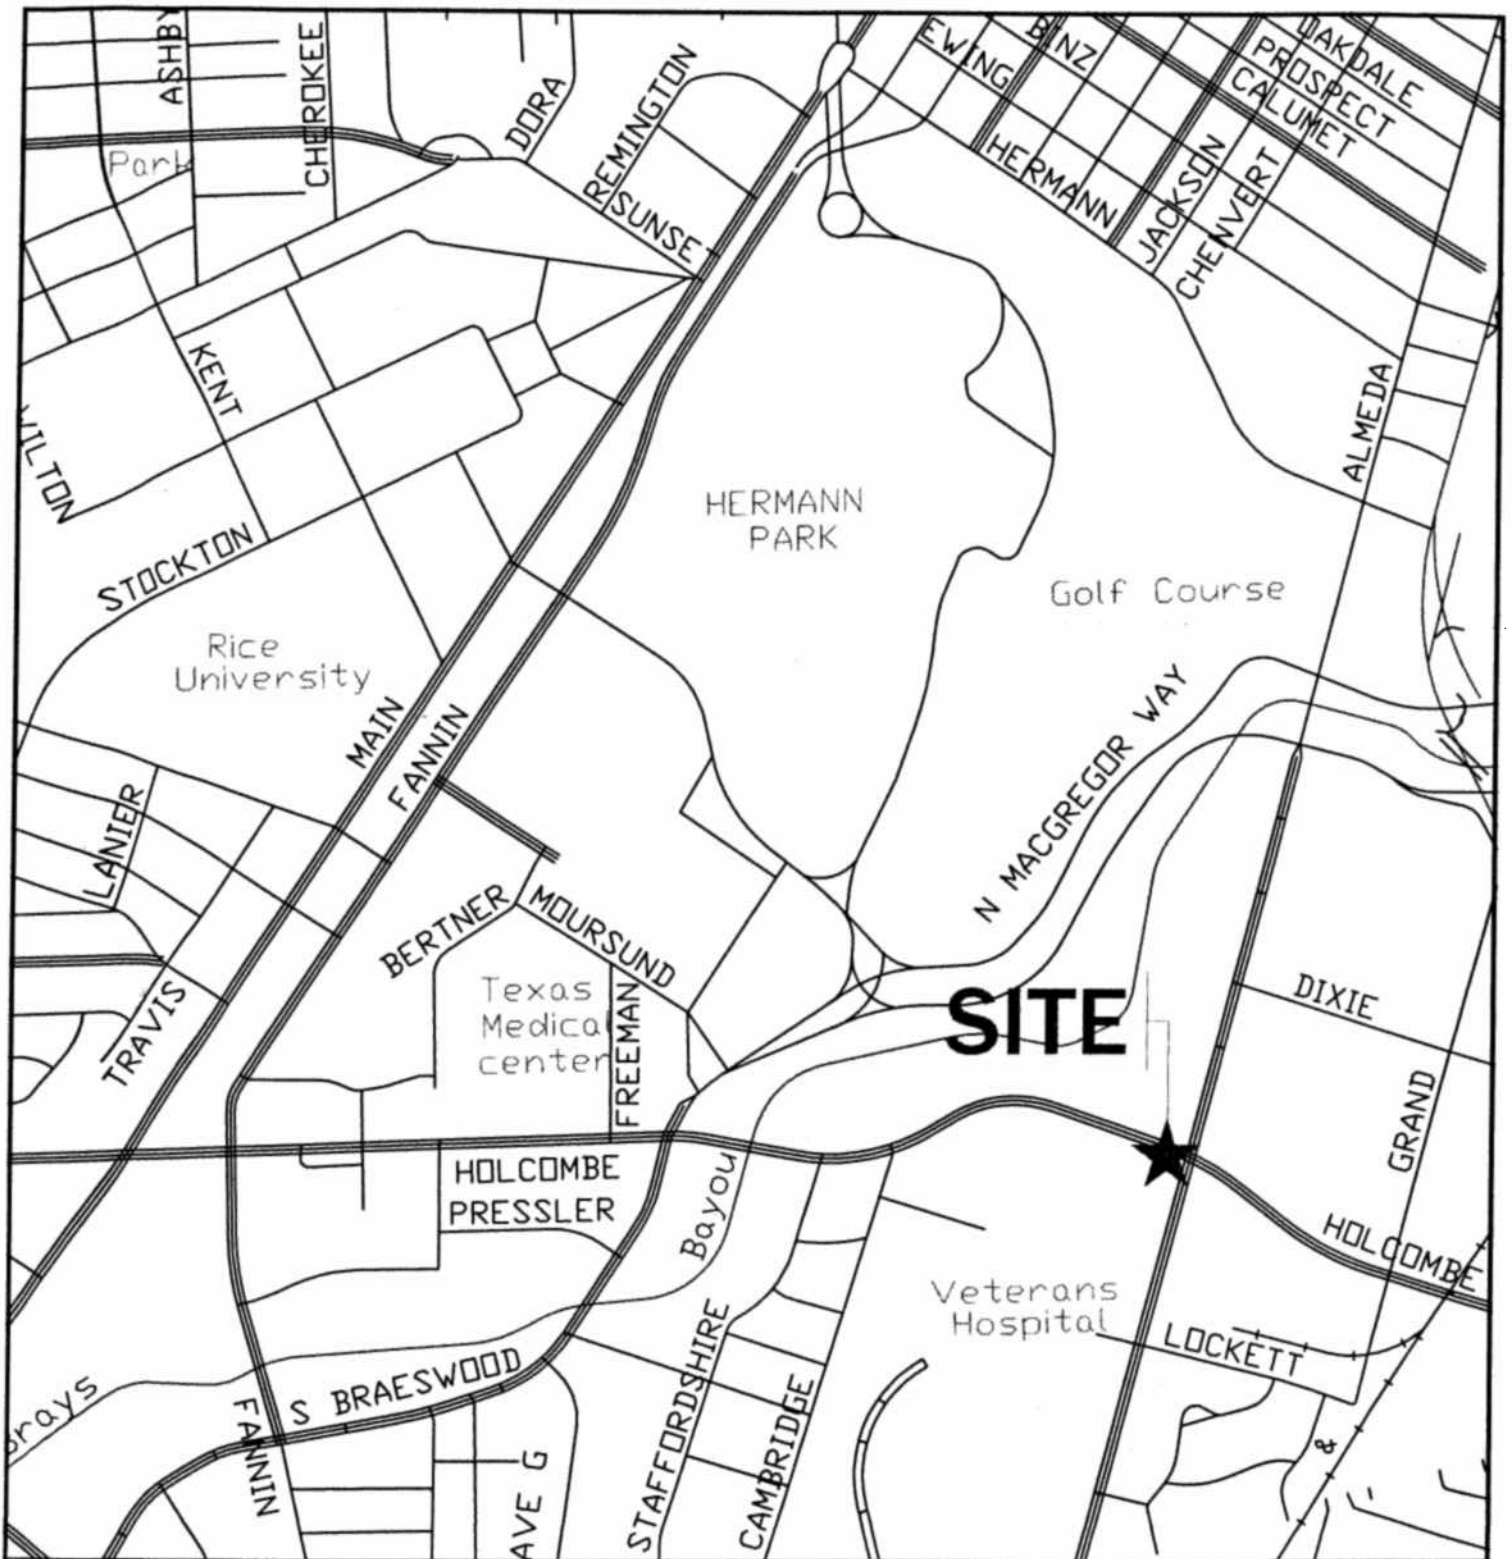 ASHBY
CHEROKEE
DORA
REMINGTON
SUNSE
EWING
BINZ
OAKDALE
PROSPECT
CALUMET
HERMANN
JACKSON
CHENVERT
Park
KENT
WILTON
STOCKTON
ALMEDA
HERMANN
PARK
Golf Course
Rice
University
MAIN
FANNIN
N MACGREGOR WAY
LANIER
BERTNER
MOURSUND
TRAVIS
Texas
Medical
center
FREEMAN
SITE
DIXIE
GRAND
HOLCOMBE
PRESSLER
Bayou
HOLCOMBE
Veterans
Hospital
LOCKETT
STAFFORDSHIRE
CAMBRIDGE
S BRAESWOOD
Brays
FANNIN
AVE G
&